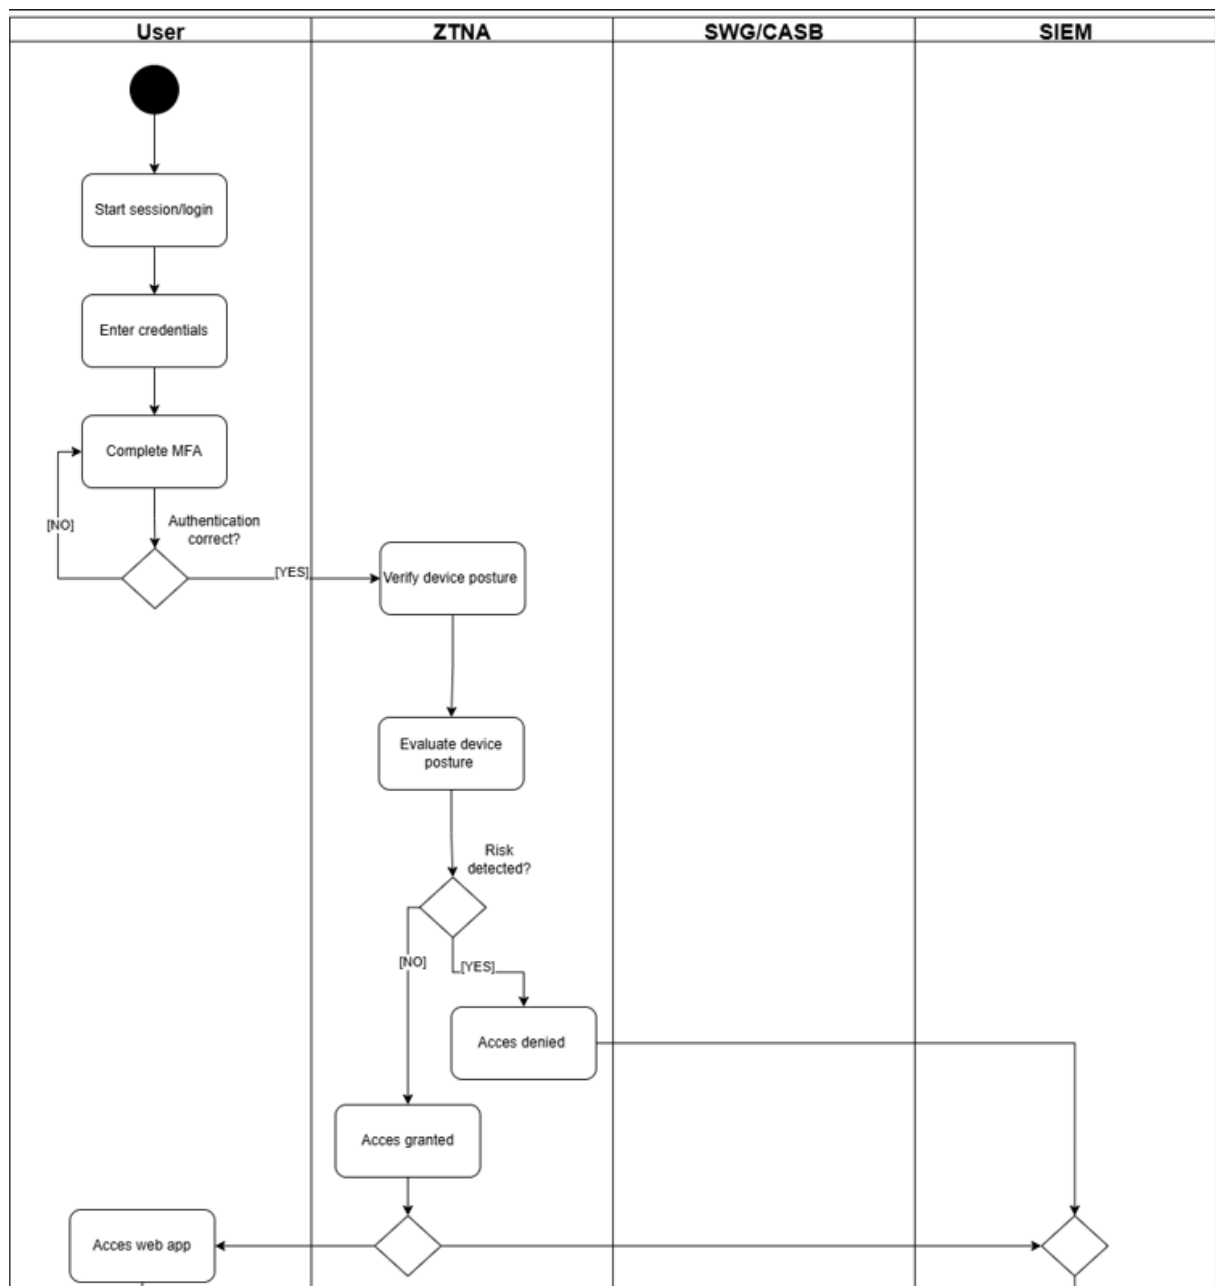 User
ZTNA
SWG/CASB
SIEM
Start session/login
Enter credentials
Complete MFA
[NO]
Authentication
correct?
[YES]
Verify device posture
Evaluate device
posture
Risk
detected?
[NO]
[YES]
Acces denied
Acces granted
Acces web app